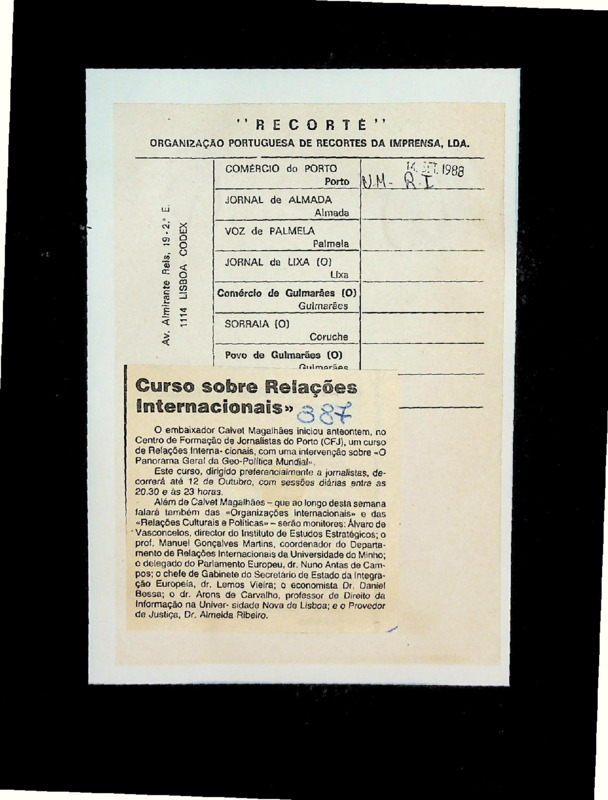 "RECORTE"
ORGANIZAÇÃO PORTUGUESA DE RECORTES DA IMPRENSA, LDA.
Av. Almirante Reis, 19-2.º E.
1114 LISBOA CODEX
COMÉRCIO do PORTO
Porto
14. SET. 1988
U.M- R.I
JORNAL de ALMADA
Almada
VOZ de PALMELA
Palmela
JORNAL da LIXA (O)
Lixa
Comércio de Guimarães (O)
Guimarães
SORRAIA (O)
Coruche
Povo de Guimarães (O)
Guimarães
Curso sobre Relações
Internacionais»
387
O embaixador Calvet Magalhães iniciou anteontem, no
Centro de Formação de Jornalistas do Porto (CFJ), um curso
de Relações Interna- cionais, com uma intervenção sobre «O
Panorama Geral da Geo-Política Mundial».
Este curso, dirigido preferencialmente a jornalistas, de-
correrá até 12 de Outubro, com sessões diárias entre as
20.30 e às 23 horas.
Além de Calvet Magalhães – que ao longo desta semana
falará também das «Organizações Internacionais» e das
«Relações Culturais e Políticas» – serão monitores: Álvaro de
Vasconcelos, director do Instituto de Estudos Estratégicos; o
prof. Manuel Gonçalves Martins, coordenador do Departa-
mento de Relações Internacionais da Universidade do Minho;
o delegado do Parlamento Europeu, dr. Nuno Antas de Cam-
pos; o chefe de Gabinete do Secretário de Estado da Integra-
ção Europeia, dr. Lemos Vieira; o economista Dr. Daniel
Bessa; o dr. Arons de Carvalho, professor de Direito da
Informação na Univer- sidade Nova de Lisboa; e o Provedor
de Justiça, Dr. Almeida Ribeiro.